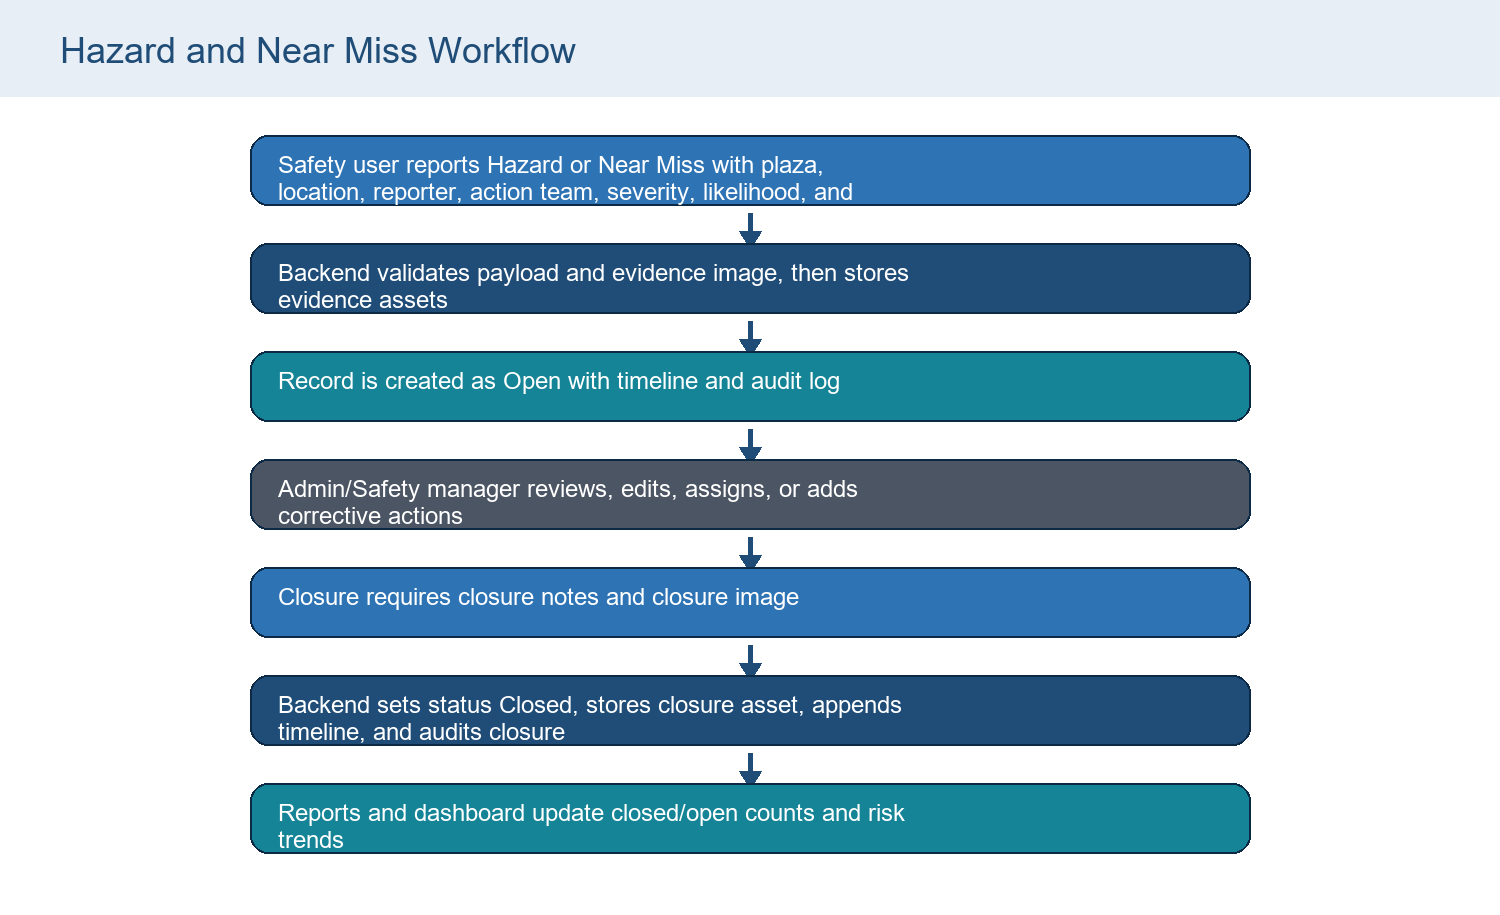 Hazard and Near Miss Workflow
Safety user reports Hazard or Near Miss with plaza,
location, reporter, action team, severity, likelihood, and
Backend validates payload and evidence image, then stores
evidence assets
Record is created as Open with timeline and audit log
Admin/Safety manager reviews, edits, assigns, or adds
corrective actions
Closure requires closure notes and closure image
Backend sets status Closed, stores closure asset, appends
timeline, and audits closure
Reports and dashboard update closed/open counts and risk
trends